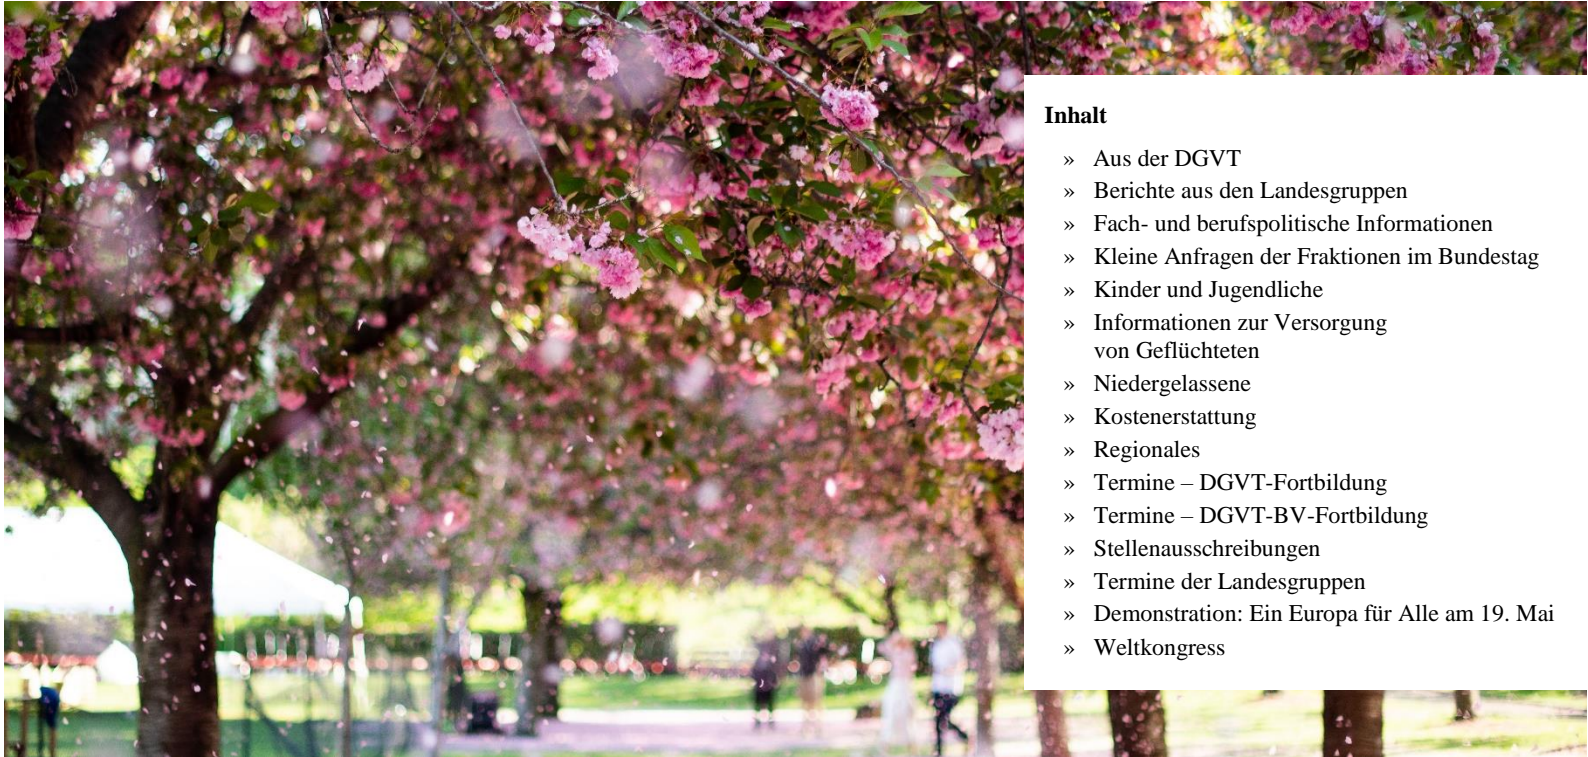 Inhalt
» Aus der DGVT
» Berichte aus den Landesgruppen
» Fach- und berufspolitische Informationen
» Kleine Anfragen der Fraktionen im Bundestag
» Kinder und Jugendliche
» Informationen zur Versorgung
von Geflüchteten
» Niedergelassene
» Kostenerstattung
» Regionales
» Termine – DGVT-Fortbildung
» Termine – DGVT-BV-Fortbildung
» Stellenausschreibungen
» Termine der Landesgruppen
» Demonstration: Ein Europa für Alle am 19. Mai
» Weltkongress